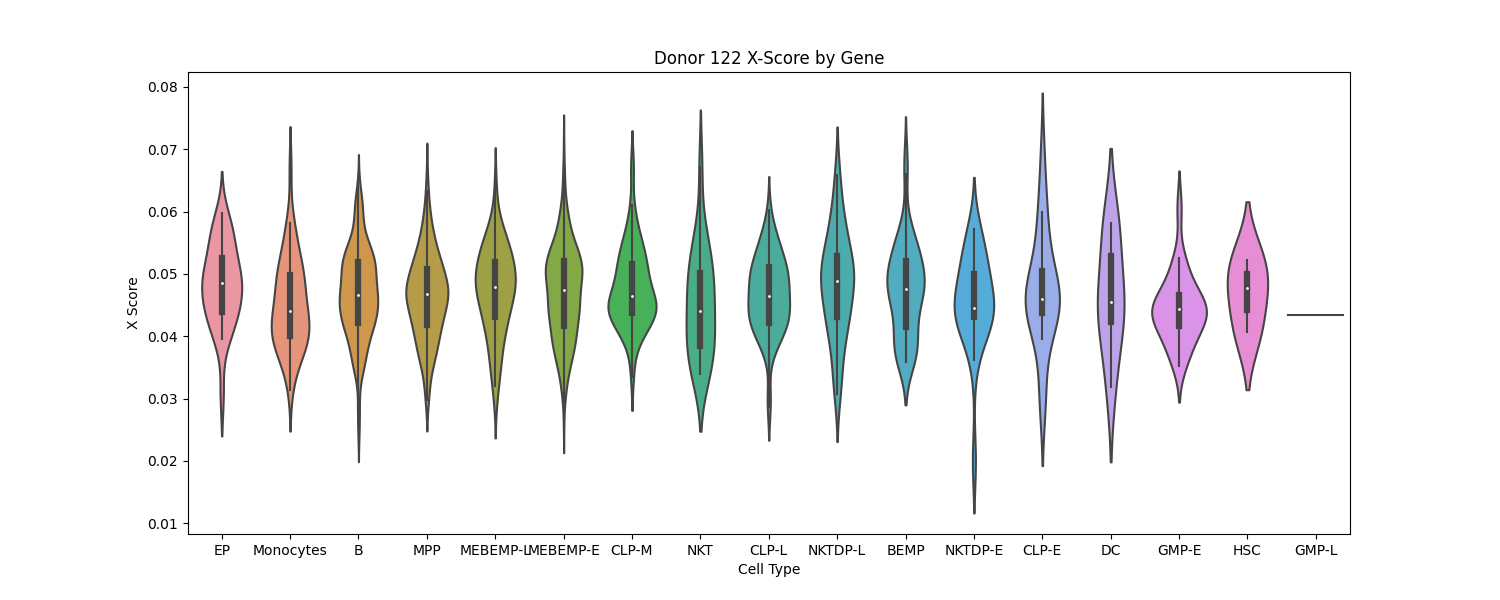 Donor 122 X-Score by Gene
0.08
0.07
0.06
0.05
0.04
0.03
0.02
0.01
X Score
EP Monocytes B MPP MEBEMP-L MEBEMP-E CLP-M NKT CLP-L NKTDP-L BEMP NKTDP-E CLP-E DC GMP-E HSC GMP-L
Cell Type